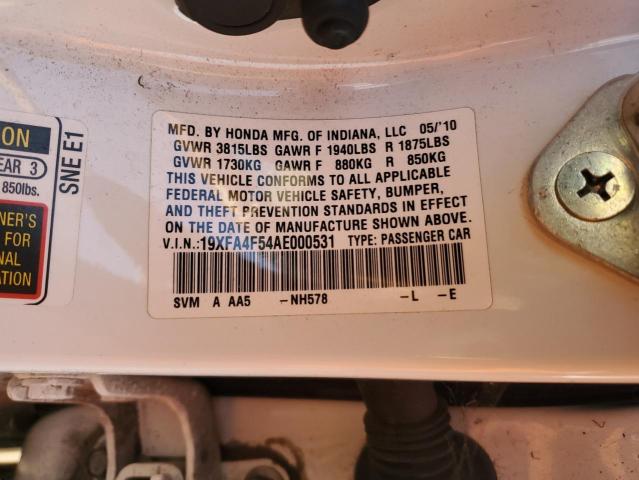 ION
EAR 3
850lbs.
NER'S
FOR
NAL
ATION
SNE E1
MFD. BY HONDA MFG. OF INDIANA, LLC 05/'10
GVWR 3815LBS GAWR F 1940LBS R 1875LBS
GVWR 1730KG GAWR F 880KG R 850KG
THIS VEHICLE CONFORMS TO ALL APPLICABLE
FEDERAL MOTOR VEHICLE SAFETY, BUMPER,
AND THEFT PREVENTION STANDARDS IN EFFECT
ON THE DATE OF MANUFACTURE SHOWN ABOVE.
V.I.N.: 19XFA4F54AE000531 TYPE: PASSENGER CAR
SVM A AA5 -NH578 -L -E